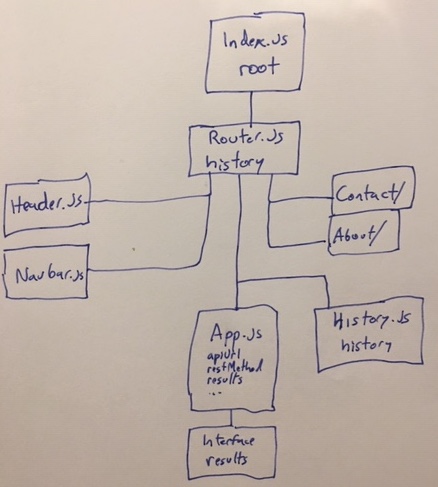 Index.js
root
Router.js
history
Header.js
Contact/
About/
Navbar.js
App.js
apiUrl
restMethod
results
...
History.js
history
Interface
results